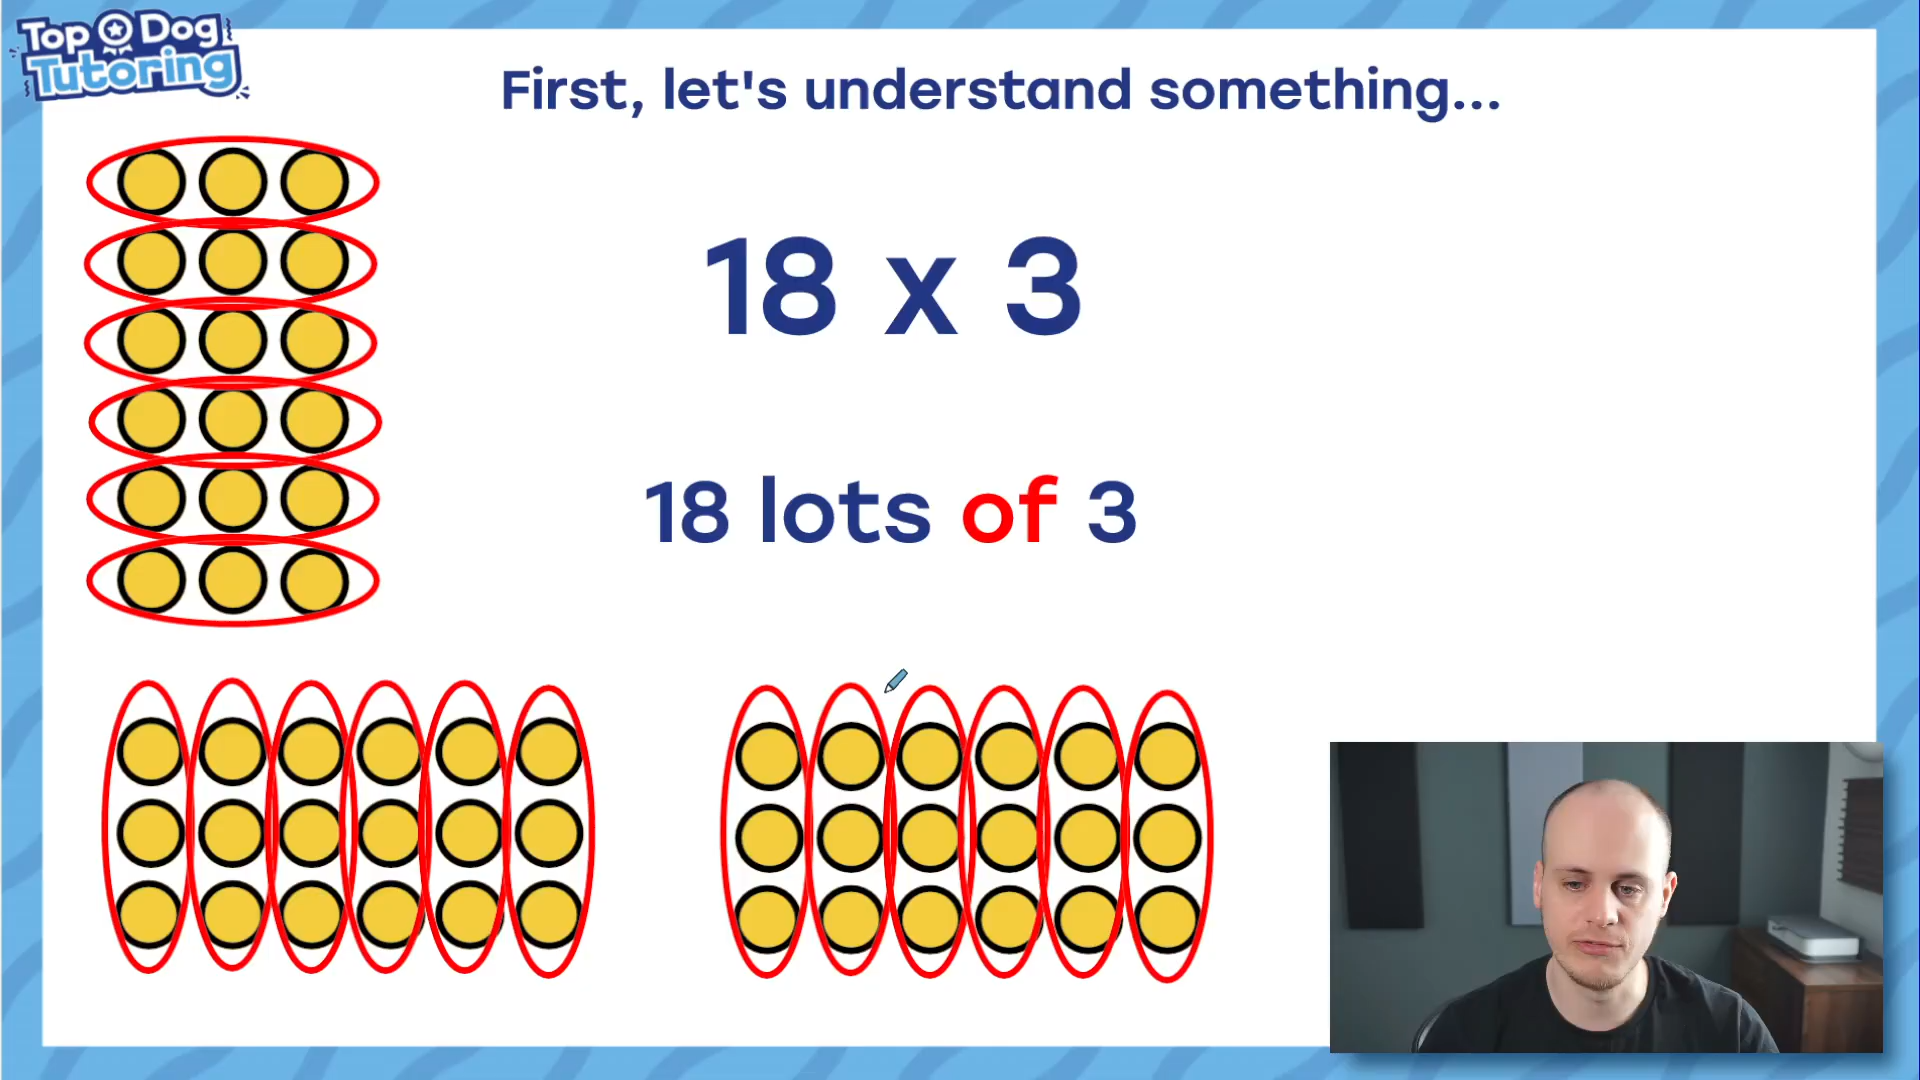 Top Dog
Tutoring
First, let's understand something...
18 x 3
18 lots of 3